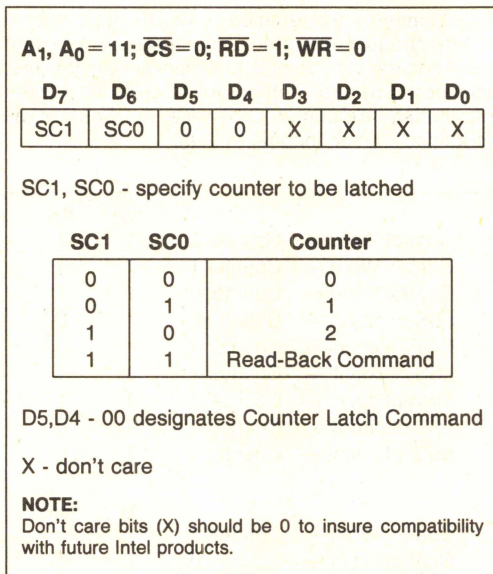 A₁, A₀ = 11; C̅S̅ = 0; R̅D̅ = 1; W̅R̅ = 0
D₇ D₆ D₅ D₄ D₃ D₂ D₁ D₀
SC1 SC0 0 0 X X X X
SC1, SC0 - specify counter to be latched
SC1 SC0 Counter
0 0 0
0 1 1
1 0 2
1 1 Read-Back Command
D5,D4 - 00 designates Counter Latch Command
X - don't care
NOTE:
Don't care bits (X) should be 0 to insure compatibility
with future Intel products.